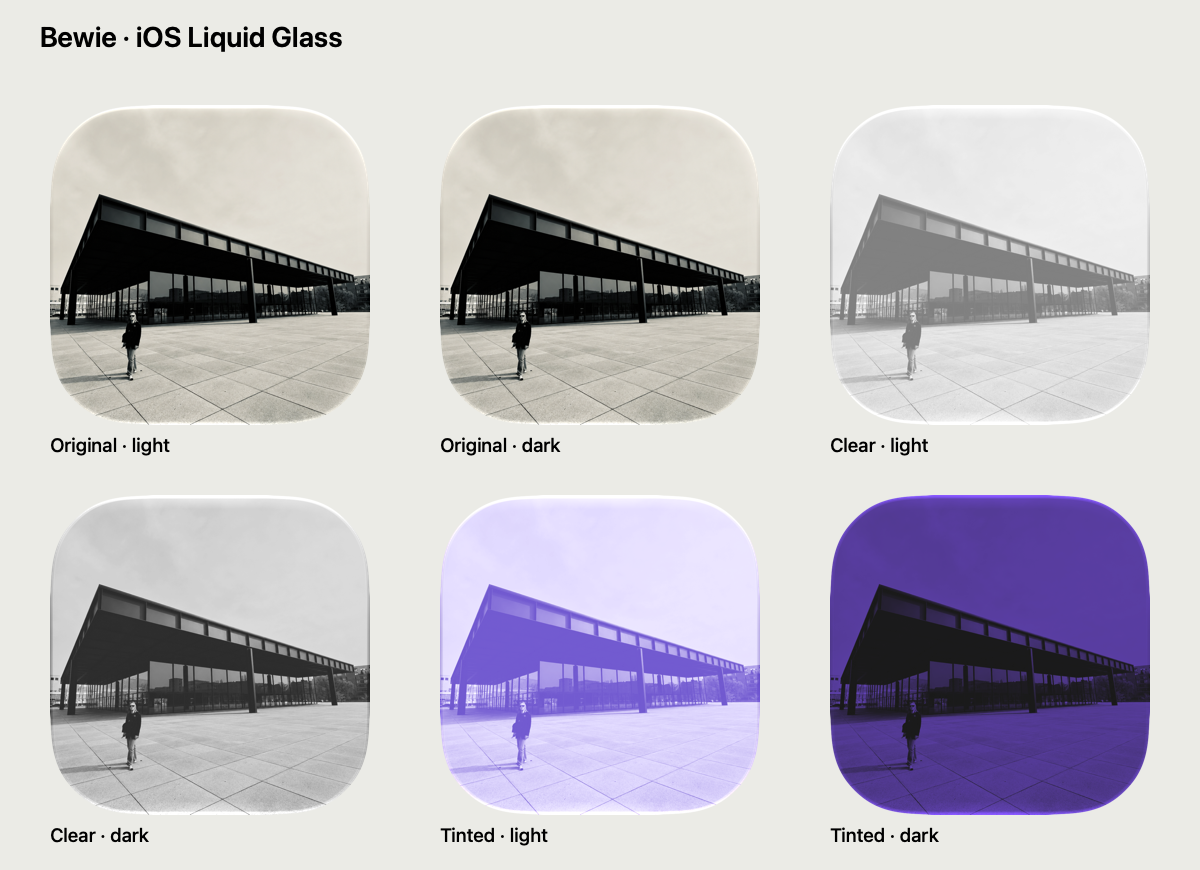 Bewie · iOS Liquid Glass
Original · light
Original · dark
Clear · light
Clear · dark
Tinted · light
Tinted · dark